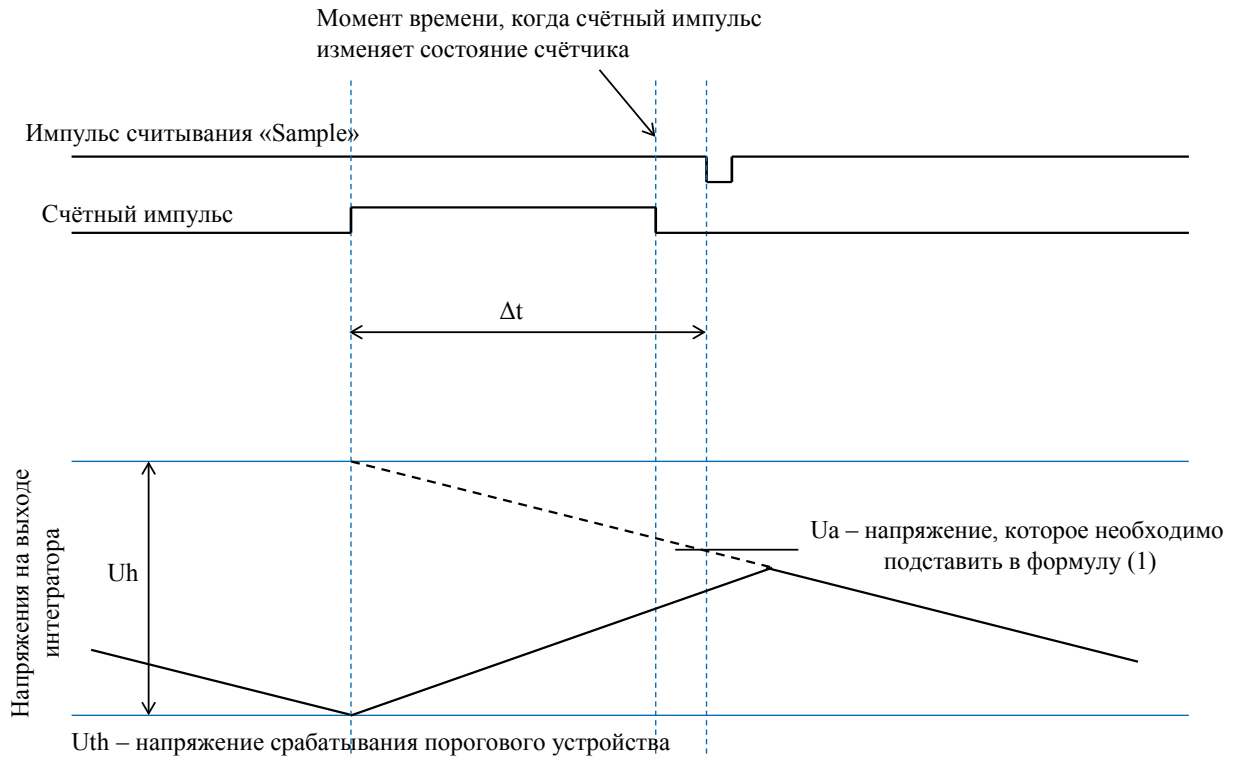 Момент времени, когда счётный импульс
изменяет состояние счётчика
Импульс считывания «Sample»
Счётный импульс
Δt
Напряжения на выходе
интегратора
Uh
Ua – напряжение, которое необходимо
подставить в формулу (1)
Uth – напряжение срабатывания порогового устройства